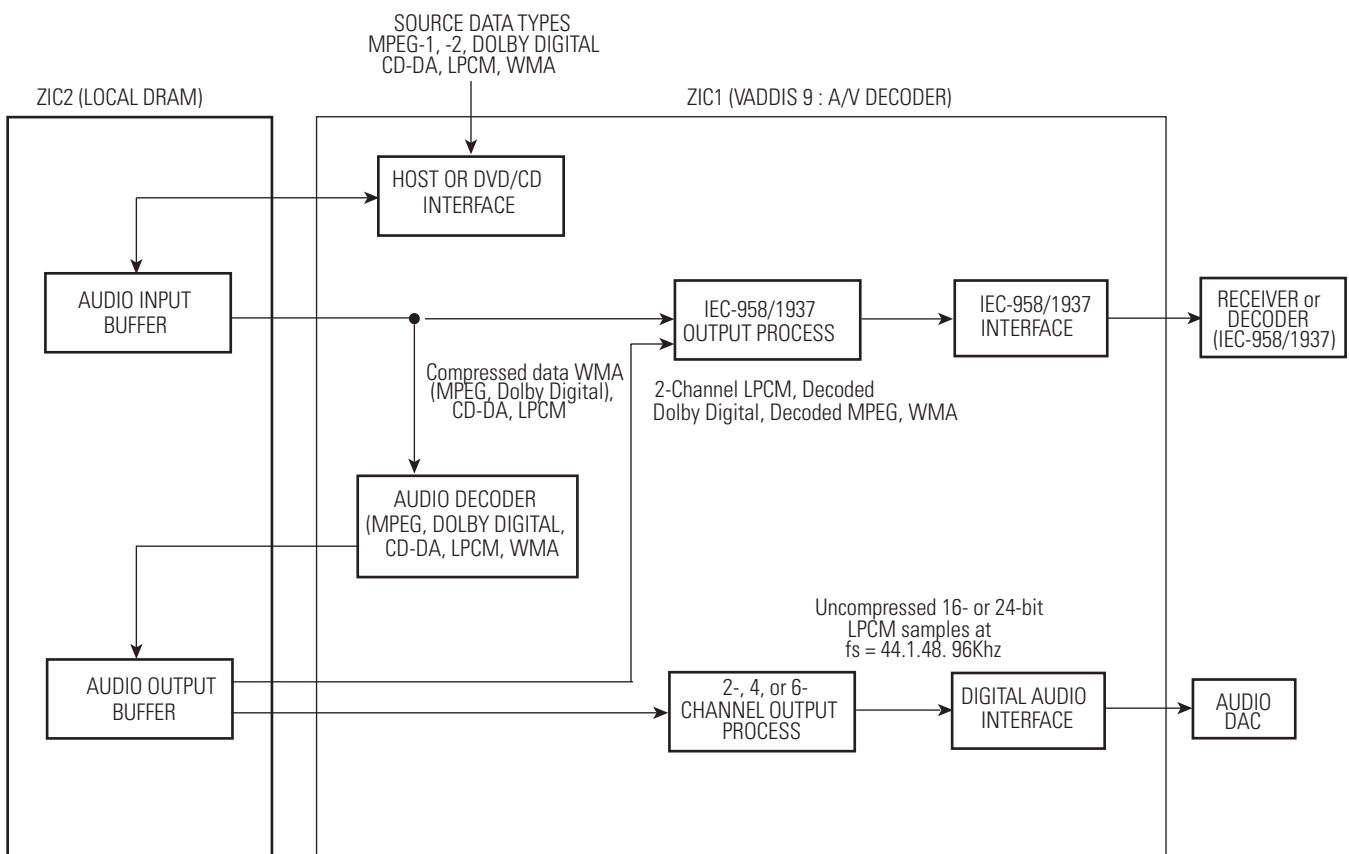 SOURCE DATA TYPES
MPEG-1, -2, DOLBY DIGITAL
CD-DA, LPCM, WMA
ZIC2 (LOCAL DRAM)
ZIC1 (VADDIS 9 : A/V DECODER)
HOST OR DVD/CD
INTERFACE
AUDIO INPUT
BUFFER
IEC-958/1937
OUTPUT PROCESS
IEC-958/1937
INTERFACE
RECEIVER or
DECODER
(IEC-958/1937)
Compressed data WMA
(MPEG, Dolby Digital),
CD-DA, LPCM
2-Channel LPCM, Decoded
Dolby Digital, Decoded MPEG, WMA
AUDIO DECODER
(MPEG, DOLBY DIGITAL,
CD-DA, LPCM, WMA
Uncompressed 16- or 24-bit
LPCM samples at
fs = 44.1.48. 96Khz
AUDIO OUTPUT
BUFFER
2-, 4, or 6-
CHANNEL OUTPUT
PROCESS
DIGITAL AUDIO
INTERFACE
AUDIO
DAC